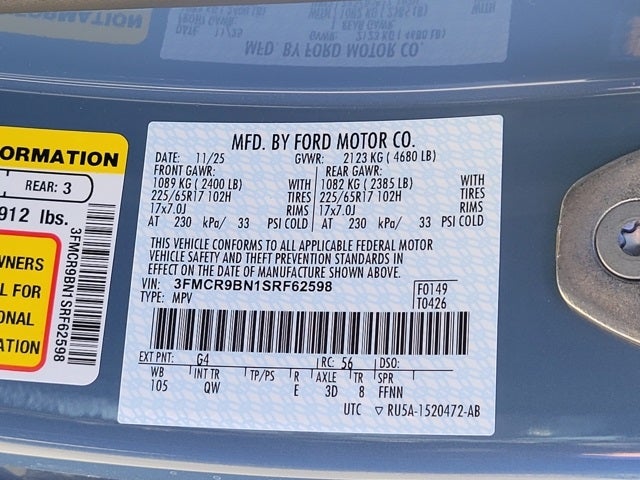 ORMATION
REAR: 3
912 lbs.
WNERS
L FOR
ONAL
ATION
3FMCR9BN1SRF62598
MFD. BY FORD MOTOR CO.
DATE: 11/25 GVWR: 2123 KG ( 4680 LB)
FRONT GAWR: REAR GAWR:
1089 KG ( 2400 LB) WITH 1082 KG ( 2385 LB) WITH
225/65R17 102H TIRES 225/65R17 102H TIRES
17x7.0J RIMS 17x7.0J RIMS
AT 230 kPa/ 33 PSI COLD AT 230 kPa/ 33 PSI COLD
THIS VEHICLE CONFORMS TO ALL APPLICABLE FEDERAL MOTOR
VEHICLE SAFETY AND THEFT PREVENTION STANDARDS IN
EFFECT ON THE DATE OF MANUFACTURE SHOWN ABOVE.
VIN: 3FMCR9BN1SRF62598 F0149
TYPE: MPV T0426
EXT PNT: G4 RC: 56 DSO:
WB INT TR TP/PS R AXLE TR SPR
105 QW E 3D 8 FFNN
UTC ▽ RU5A-1520472-AB